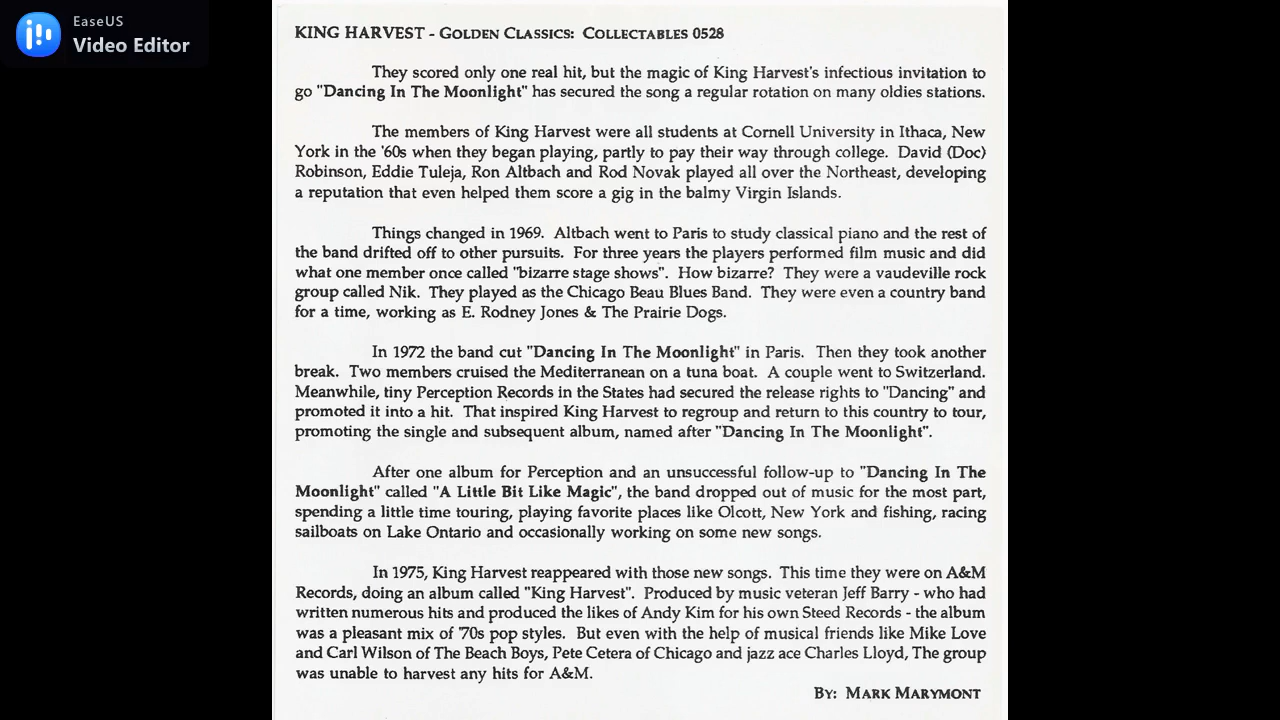 EaseUS
Video Editor
KING HARVEST - GOLDEN CLASSICS: COLLECTABLES 0528
They scored only one real hit, but the magic of King Harvest's infectious invitation to
go "Dancing In The Moonlight" has secured the song a regular rotation on many oldies stations.
The members of King Harvest were all students at Cornell University in Ithaca, New
York in the '60s when they began playing, partly to pay their way through college. David (Doc)
Robinson, Eddie Tuleja, Ron Altbach and Rod Novak played all over the Northeast, developing
a reputation that even helped them score a gig in the balmy Virgin Islands.
Things changed in 1969. Altbach went to Paris to study classical piano and the rest of
the band drifted off to other pursuits. For three years the players performed film music and did
what one member once called "bizarre stage shows". How bizarre? They were a vaudeville rock
group called Nik. They played as the Chicago Beau Blues Band. They were even a country band
for a time, working as E. Rodney Jones & The Prairie Dogs.
In 1972 the band cut "Dancing In The Moonlight" in Paris. Then they took another
break. Two members cruised the Mediterranean on a tuna boat. A couple went to Switzerland.
Meanwhile, tiny Perception Records in the States had secured the release rights to "Dancing" and
promoted it into a hit. That inspired King Harvest to regroup and return to this country to tour,
promoting the single and subsequent album, named after "Dancing In The Moonlight".
After one album for Perception and an unsuccessful follow-up to "Dancing In The
Moonlight" called "A Little Bit Like Magic", the band dropped out of music for the most part,
spending a little time touring, playing favorite places like Olcott, New York and fishing, racing
sailboats on Lake Ontario and occasionally working on some new songs.
In 1975, King Harvest reappeared with those new songs. This time they were on A&M
Records, doing an album called "King Harvest". Produced by music veteran Jeff Barry - who had
written numerous hits and produced the likes of Andy Kim for his own Steed Records - the album
was a pleasant mix of '70s pop styles. But even with the help of musical friends like Mike Love
and Carl Wilson of The Beach Boys, Pete Cetera of Chicago and jazz ace Charles Lloyd, The group
was unable to harvest any hits for A&M.
BY: MARK MARYMONT